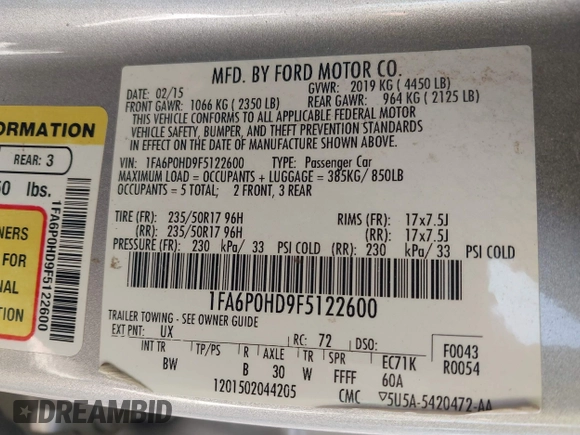 MFD. BY FORD MOTOR CO.
DATE: 02/15 GVWR: 2019 KG ( 4450 LB)
FRONT GAWR: 1066 KG ( 2350 LB) REAR GAWR: 964 KG ( 2125 LB)
THIS VEHICLE CONFORMS TO ALL APPLICABLE FEDERAL MOTOR
VEHICLE SAFETY, BUMPER, AND THEFT PREVENTION STANDARDS
IN EFFECT ON THE DATE OF MANUFACTURE SHOWN ABOVE.
VIN: 1FA6P0HD9F5122600 TYPE: Passenger Car
MAXIMUM LOAD = OCCUPANTS + LUGGAGE = 385KG/ 850LB
OCCUPANTS = 5 TOTAL; 2 FRONT, 3 REAR
TIRE (FR): 235/50R17 96H RIMS (FR): 17x7.5J
(RR): 235/50R17 96H (RR): 17x7.5J
PRESSURE (FR): 230 kPa/ 33 PSI COLD (RR): 230 kPa/ 33 PSI COLD
1FA6P0HD9F5122600
TRAILER TOWING - SEE OWNER GUIDE
EXT PNT: UX RC: 72 DSO: F0043
INT TR TP/PS R AXLE TR SPR EC71K R0054
BW B 30 W FFFF 60A
1201502044205 CMC ▽5U5A-5420472-AA
FORMATION
REAR: 3
50 lbs.
NERS
FOR
NAL
ION
1FA6P0HD9F5122600
DREAMBID